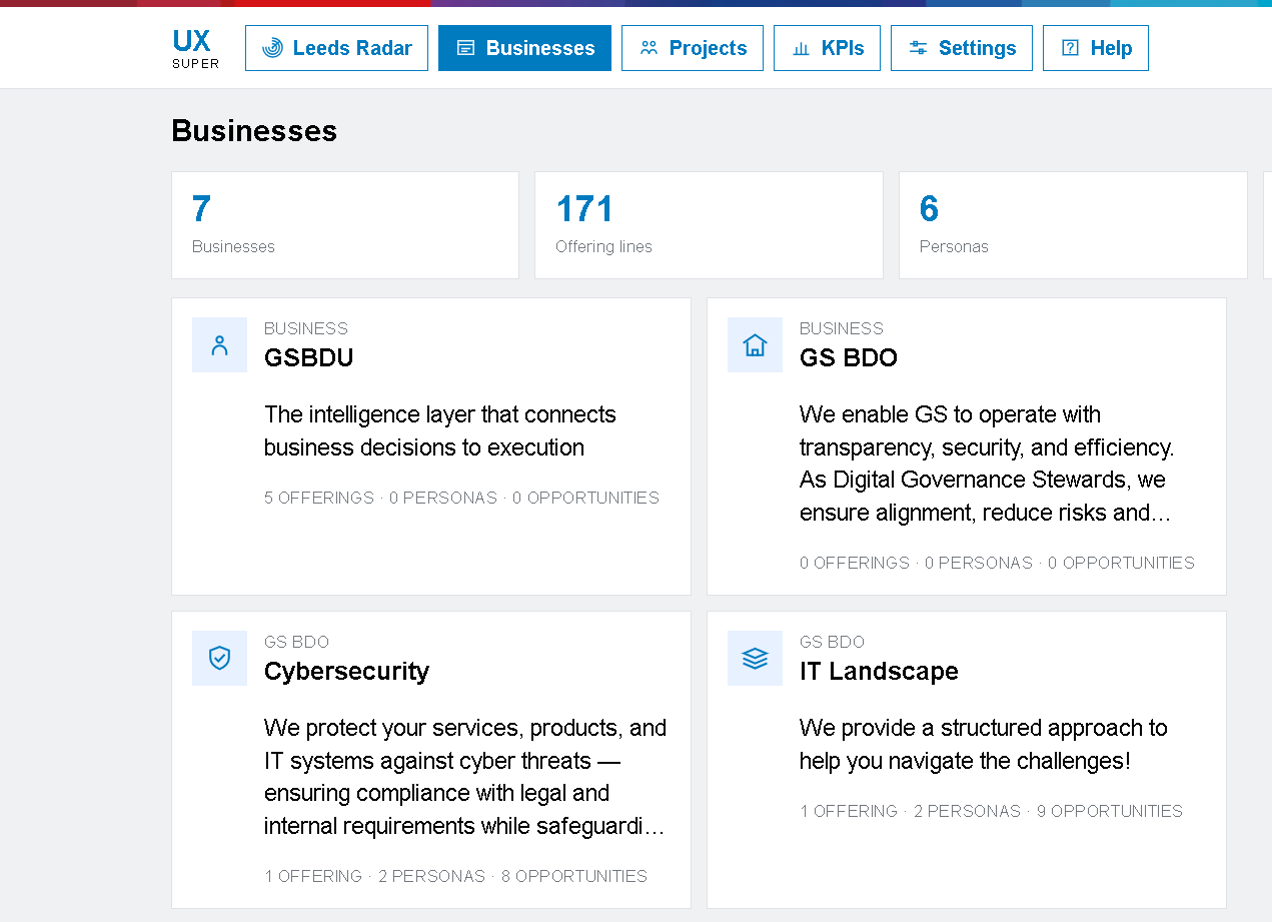 UX
SUPER
Leeds Radar
Businesses
Projects
KPIs
Settings
Help
Businesses
7
Businesses
171
Offering lines
6
Personas
BUSINESS
GSBDU
The intelligence layer that connects
business decisions to execution
5 OFFERINGS · 0 PERSONAS · 0 OPPORTUNITIES
BUSINESS
GS BDO
We enable GS to operate with
transparency, security, and efficiency.
As Digital Governance Stewards, we
ensure alignment, reduce risks and…
0 OFFERINGS · 0 PERSONAS · 0 OPPORTUNITIES
GS BDO
Cybersecurity
We protect your services, products, and
IT systems against cyber threats —
ensuring compliance with legal and
internal requirements while safeguardi…
1 OFFERING · 2 PERSONAS · 8 OPPORTUNITIES
GS BDO
IT Landscape
We provide a structured approach to
help you navigate the challenges!
1 OFFERING · 2 PERSONAS · 9 OPPORTUNITIES